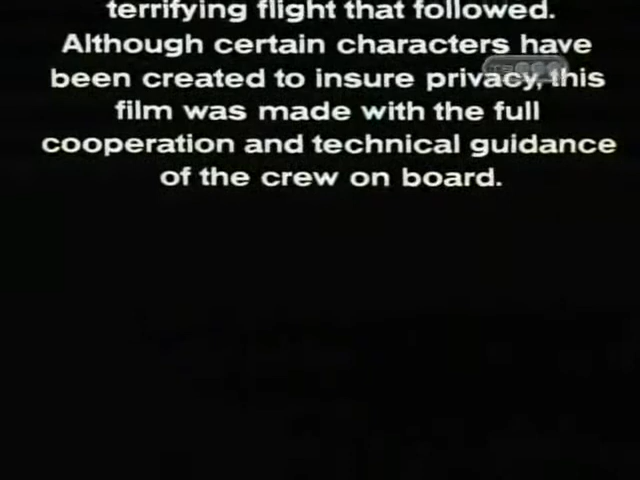 terrifying flight that followed.
Although certain characters have
been created to insure privacy, this
film was made with the full
cooperation and technical guidance
of the crew on board.